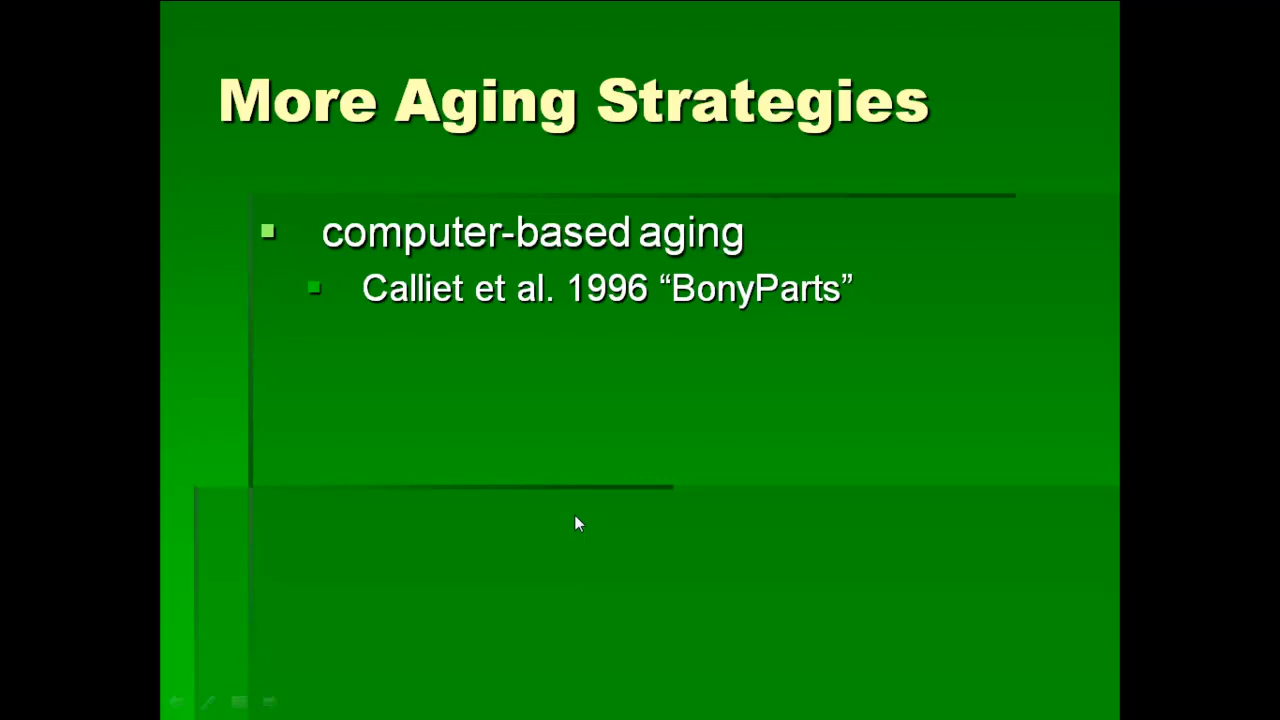 More Aging Strategies
computer-based aging
Calliet et al. 1996 “BonyParts”